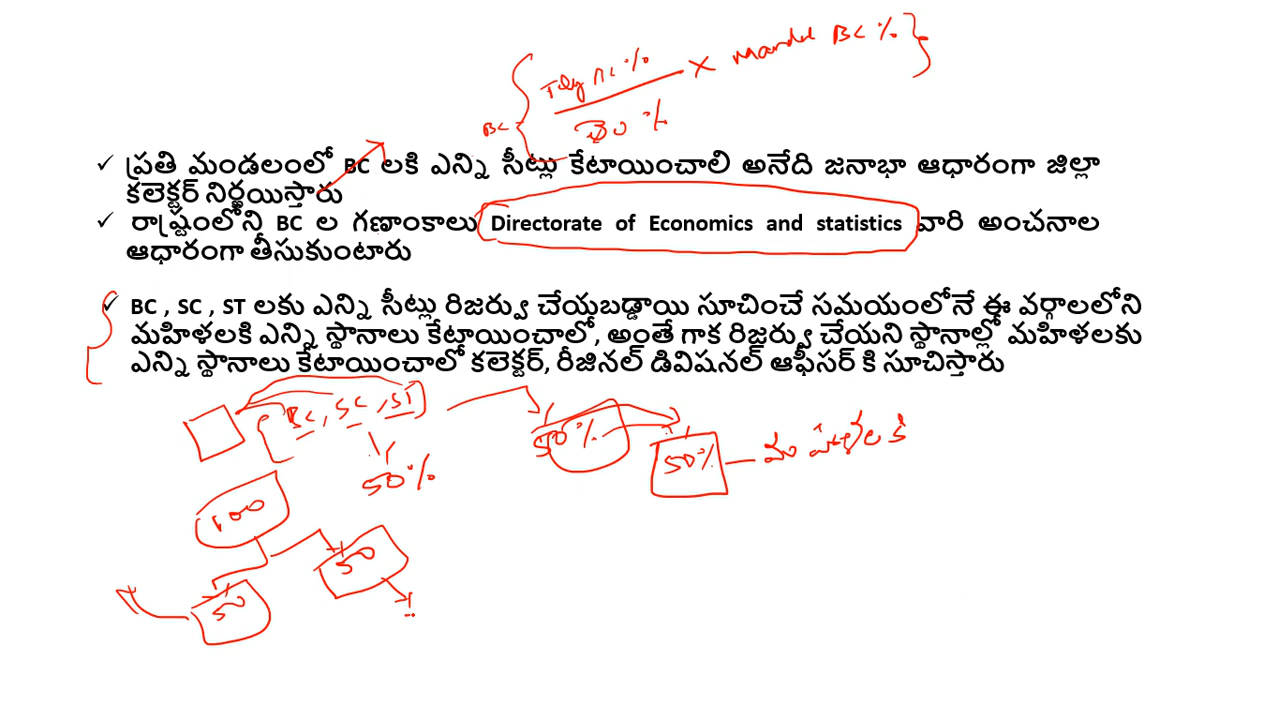 BC { Mandal BC % }
80 %
✓ ప్రతి మండలంలో BC లకి ఎన్ని సీట్లు కేటాయించాలి అనేది జనాభా ఆధారంగా జిల్లా
కలెక్టర్ నిర్ణయిస్తారు
✓ రాష్ట్రంలోని BC ల గణాంకాలు Directorate of Economics and statistics వారి అంచనాల
ఆధారంగా తీసుకుంటారు
✓ BC , SC , ST లకు ఎన్ని సీట్లు రిజర్వు చేయబడ్డాయి సూచించే సమయంలోనే ఈ వర్గాలలోని
మహిళలకి ఎన్ని స్థానాలు కేటాయించాలో, అంతే గాక రిజర్వు చేయని స్థానాల్లో మహిళలకు
ఎన్ని స్థానాలు కేటాయించాలో కలెక్టర్, రీజినల్ డివిషనల్ ఆఫీసర్ కి సూచిస్తారు
BC, SC, ST
50%
50% — మహిళలకి
50%
100
50
50